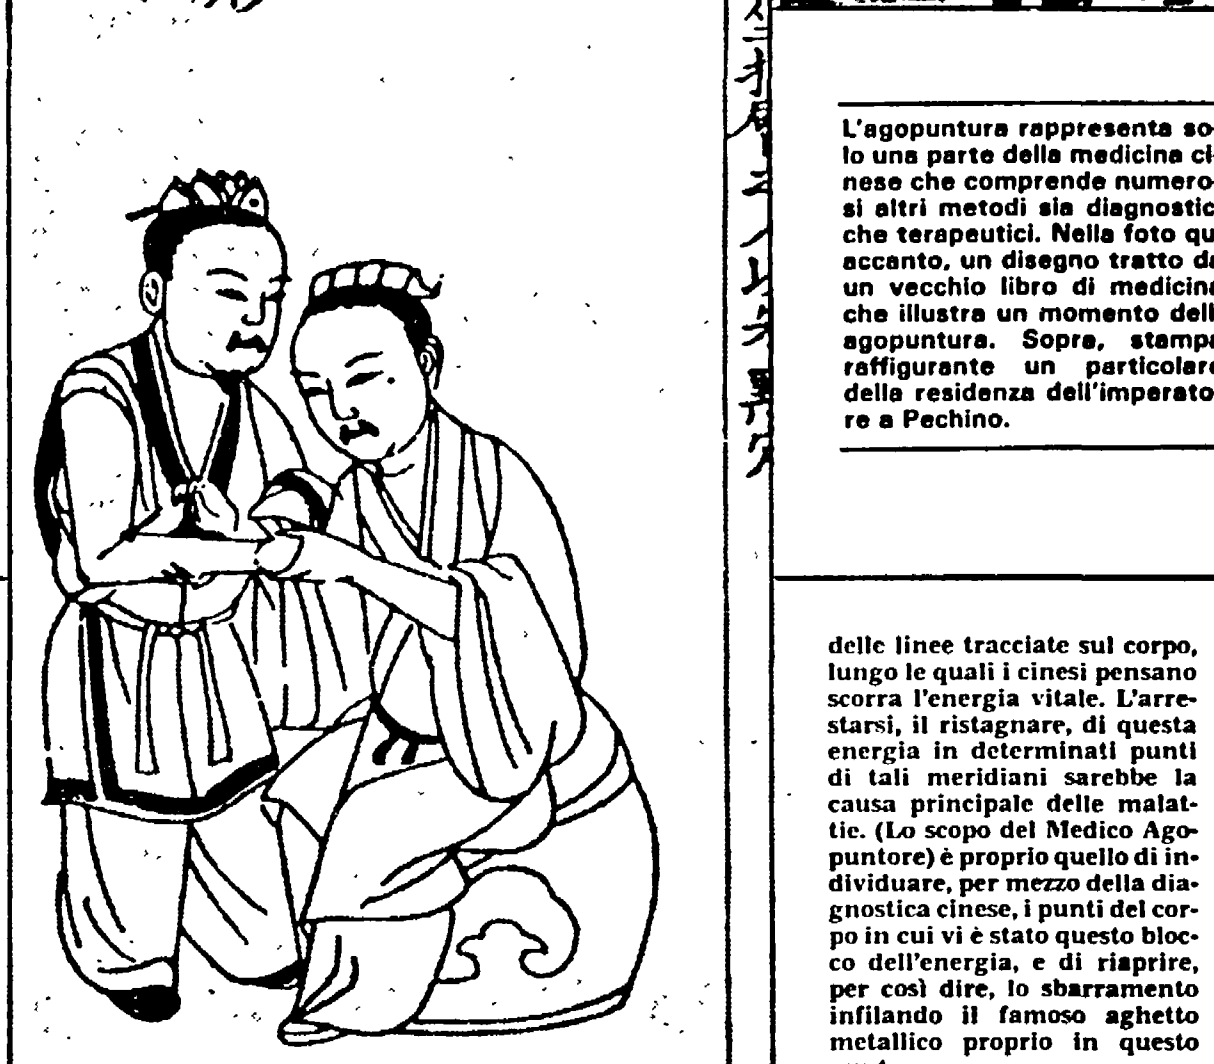 L'agopuntura rappresenta so-
lo una parte della medicina ci-
nese che comprende numero-
si altri metodi sia diagnostic
che terapeutici. Nella foto qu
accanto, un disegno tratto da
un vecchio libro di medicina
che illustra un momento dell
agopuntura. Sopra, stampa
raffigurante un particolare
della residenza dell'imperato-
re a Pechino.
delle linee tracciate sul corpo,
lungo le quali i cinesi pensano
scorra l'energia vitale. L'arre-
starsi, il ristagnare, di questa
energia in determinati punti
di tali meridiani sarebbe la
causa principale delle malat-
tie. (Lo scopo del Medico Ago-
puntore) è proprio quello di in-
dividuare, per mezzo della dia-
gnostica cinese, i punti del cor-
po in cui vi è stato questo bloc-
co dell'energia, e di riaprire,
per così dire, lo sbarramento
infilando il famoso aghetto
metallico proprio in questo